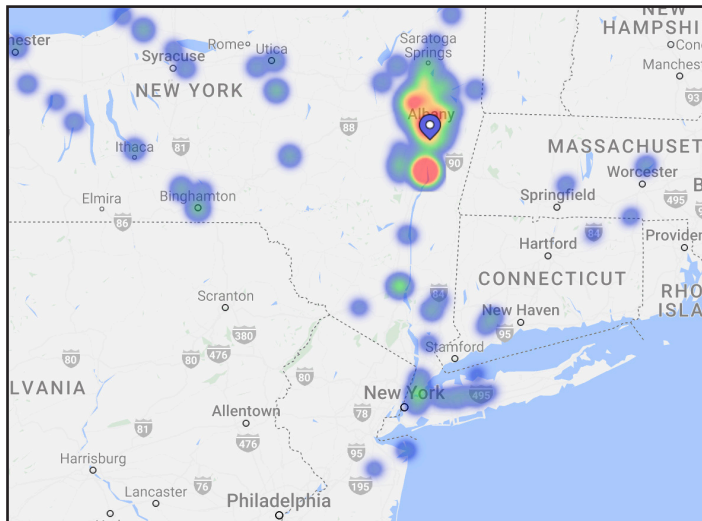 NEW
HAMPSHI
Conc
Manchest
Saratoga
Springs
Rome
Utica
nester
Syracuse
NEW YORK
93
Albany
88
90
MASSACHUSET
81
Ithaca
Worcester
B
Springfield
495
Elmira
Binghamton
86
84
Providen
Hartford
CONNECTICUT
RHO
ISLA
Scranton
84
New Haven
95
380
Stamford
80
80
476
80
LVANIA
New York
495
Allentown
78
81
476
95
Harrisburg
76
195
Lancaster
Philadelphia